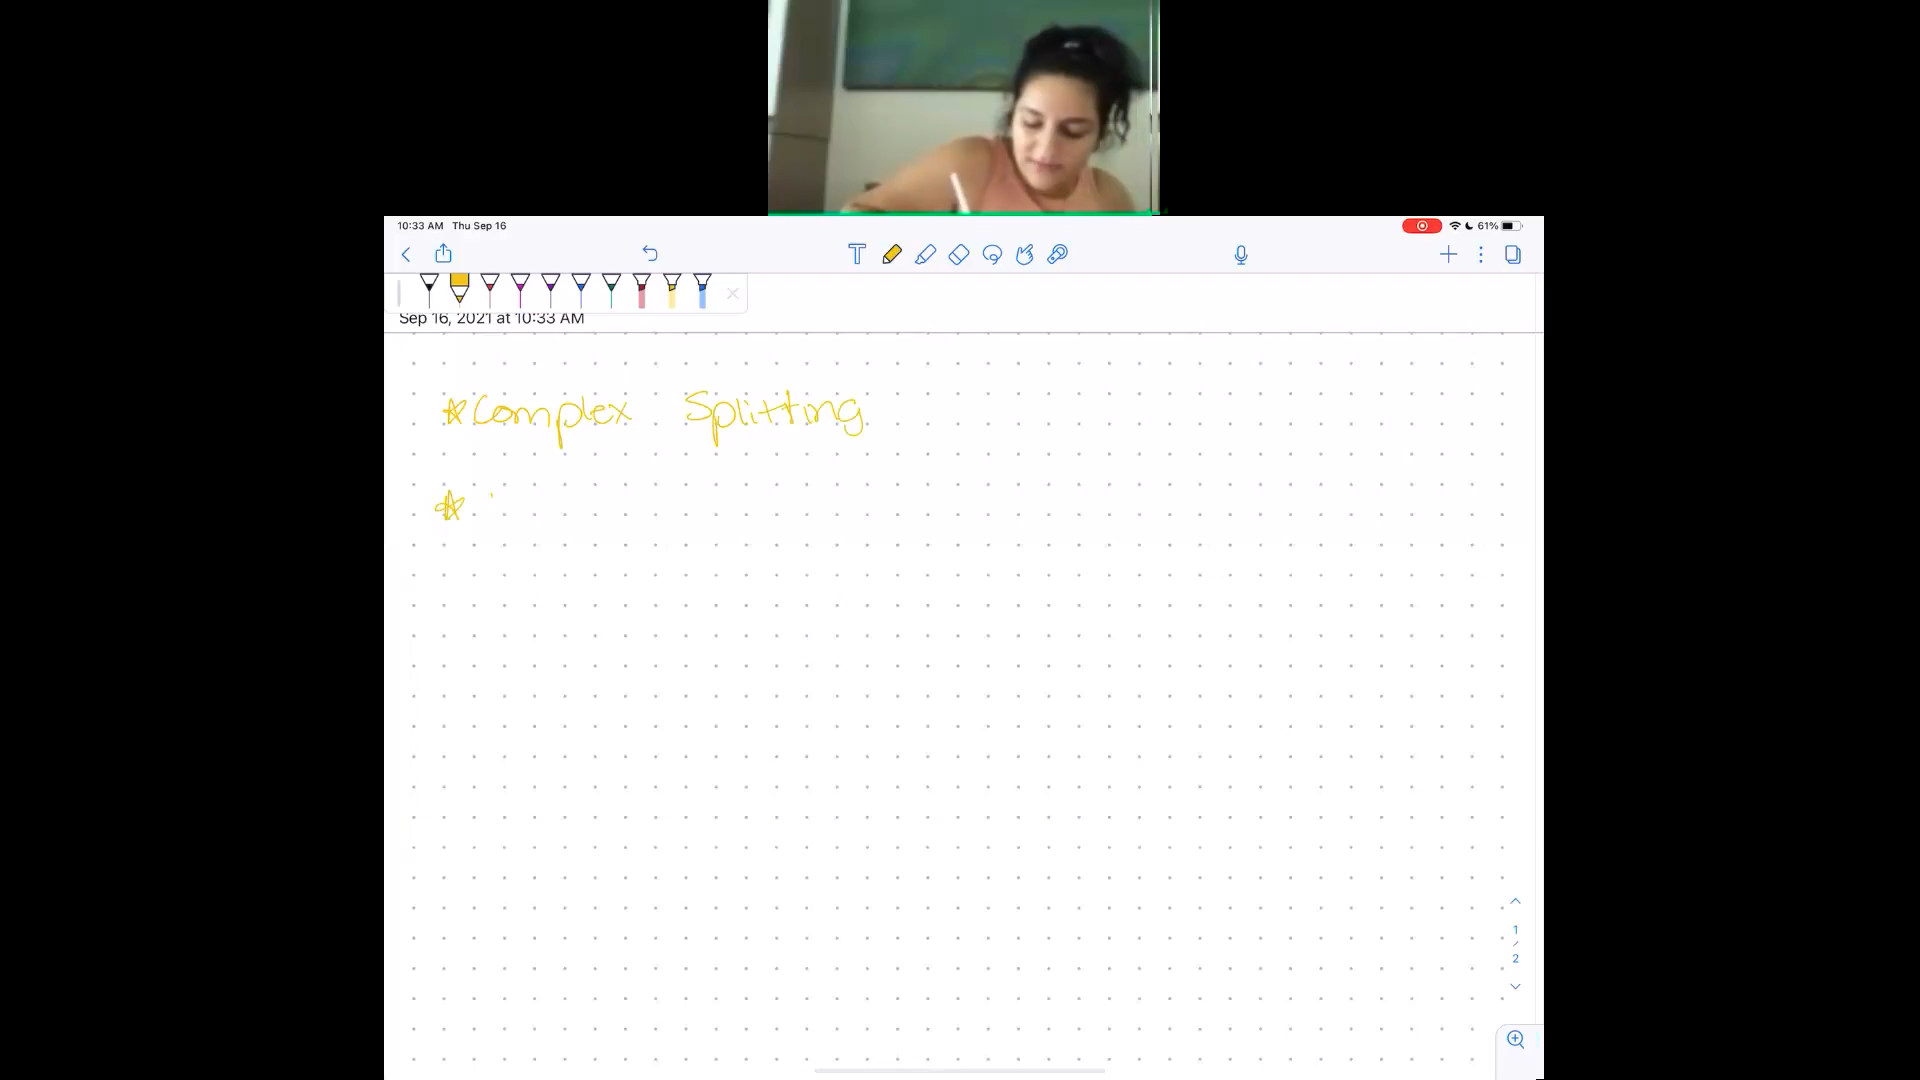 10:33 AM Thu Sep 16
61%
Sep 16, 2021 at 10:33 AM
Complex Splitting
1
2